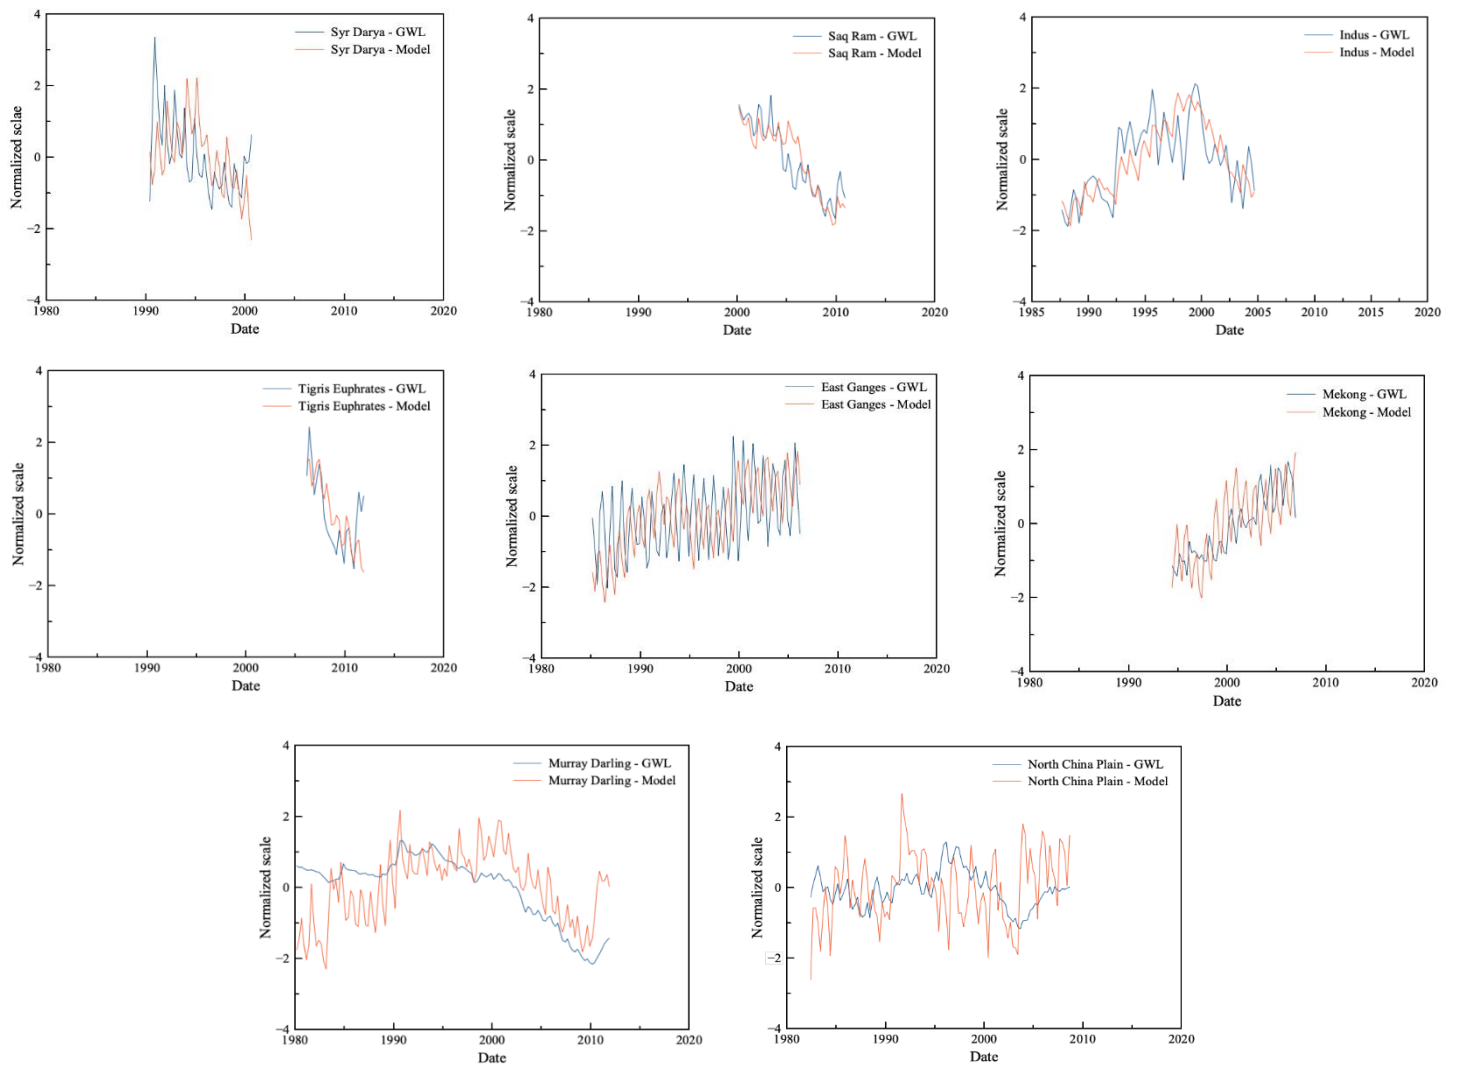 4
2
0
−2
−4
1980
1990
2000
2010
2020
Date
Normalized sclae
Syr Darya - GWL
Syr Darya - Model
4
2
0
−2
−4
1980
1990
2000
2010
2020
Date
Normalized scale
Saq Ram - GWL
Saq Ram - Model
4
2
0
−2
−4
1985
1990
1995
2000
2005
2010
2015
2020
Date
Normalized scale
Indus - GWL
Indus - Model
4
2
0
−2
−4
1980
1990
2000
2010
2020
Date
Normalized scale
Tigris Euphrates - GWL
Tigris Euphrates - Model
4
2
0
−2
−4
1980
1990
2000
2010
2020
Date
Normalized scale
East Ganges - GWL
East Ganges - Model
4
2
0
−2
−4
1980
1990
2000
2010
2020
Date
Normalized scale
Mekong - GWL
Mekong - Model
4
2
0
−2
−4
1980
1990
2000
2010
2020
Date
Normalized scale
Murray Darling - GWL
Murray Darling - Model
4
2
0
−2
−4
1980
1990
2000
2010
2020
Date
Normalized scale
North China Plain - GWL
North China Plain - Model